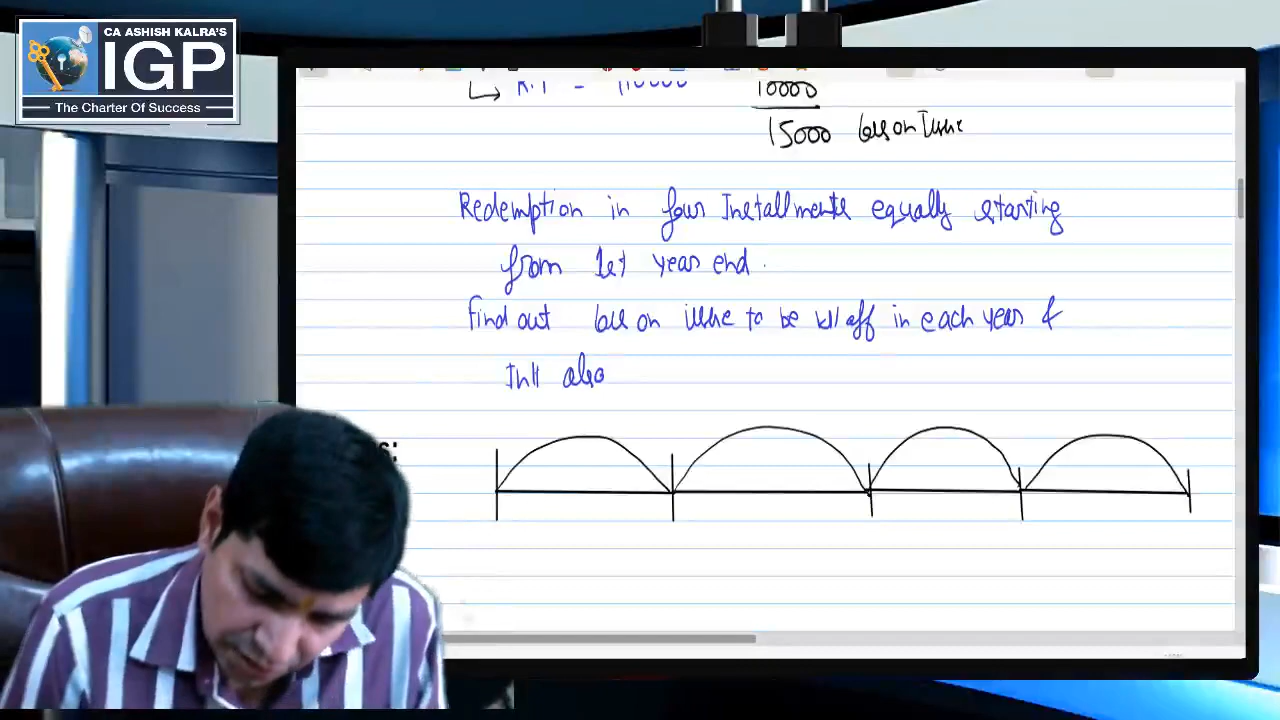 CA ASHISH KALRA'S
IGP
The Charter Of Success
10000
15000 loss on Issue
Redemption in four Installments equally starting
from 1st year end.
Find out loss on issue to be w/off in each year &
Intt also